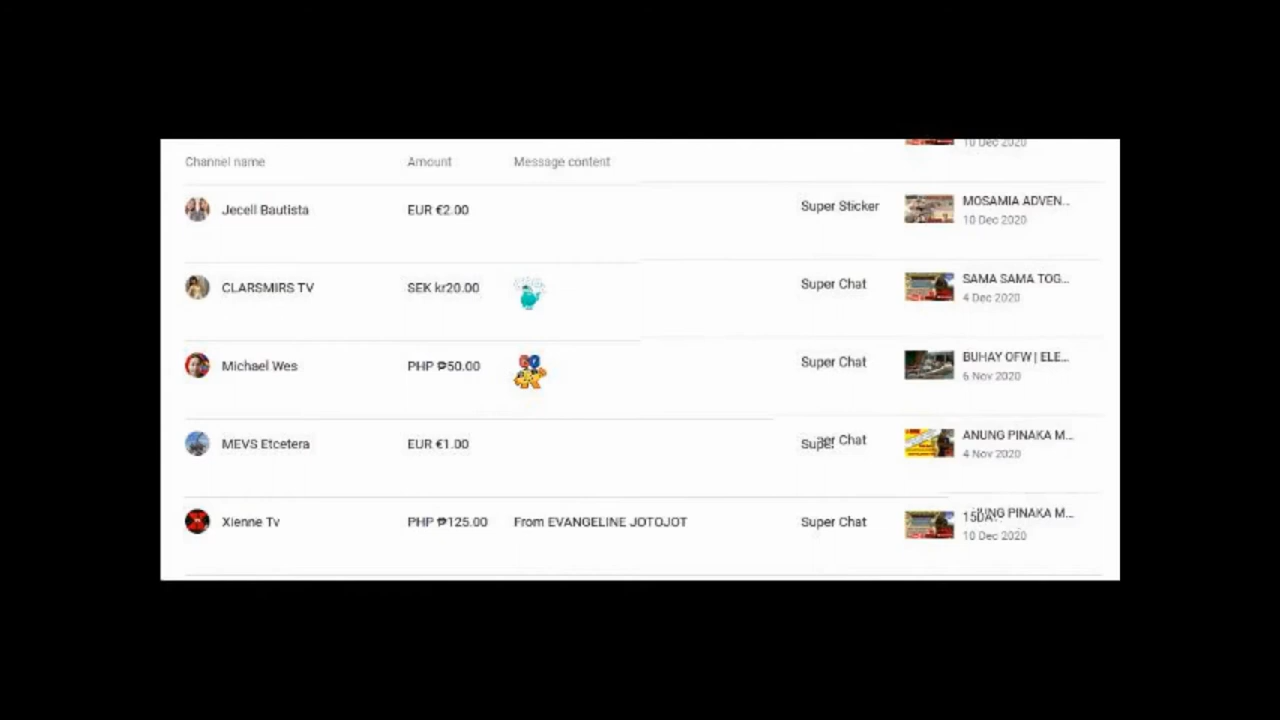 10 Dec 2020
Channel name Amount Message content
Jecell Bautista EUR €2.00 Super Sticker MOSAMIA ADVEN...
10 Dec 2020
CLARSMIRS TV SEK kr20.00 Super Chat SAMA SAMA TOG...
4 Dec 2020
Michael Wes PHP ₱50.00 Super Chat BUHAY OFW | ELE...
6 Nov 2020
MEVS Etcetera EUR €1.00 Chat ANUNG PINAKA M...
4 Nov 2020
Xienne Tv PHP ₱125.00 From EVANGELINE JOTOJOT Super Chat PINAKA M...
10 Dec 2020